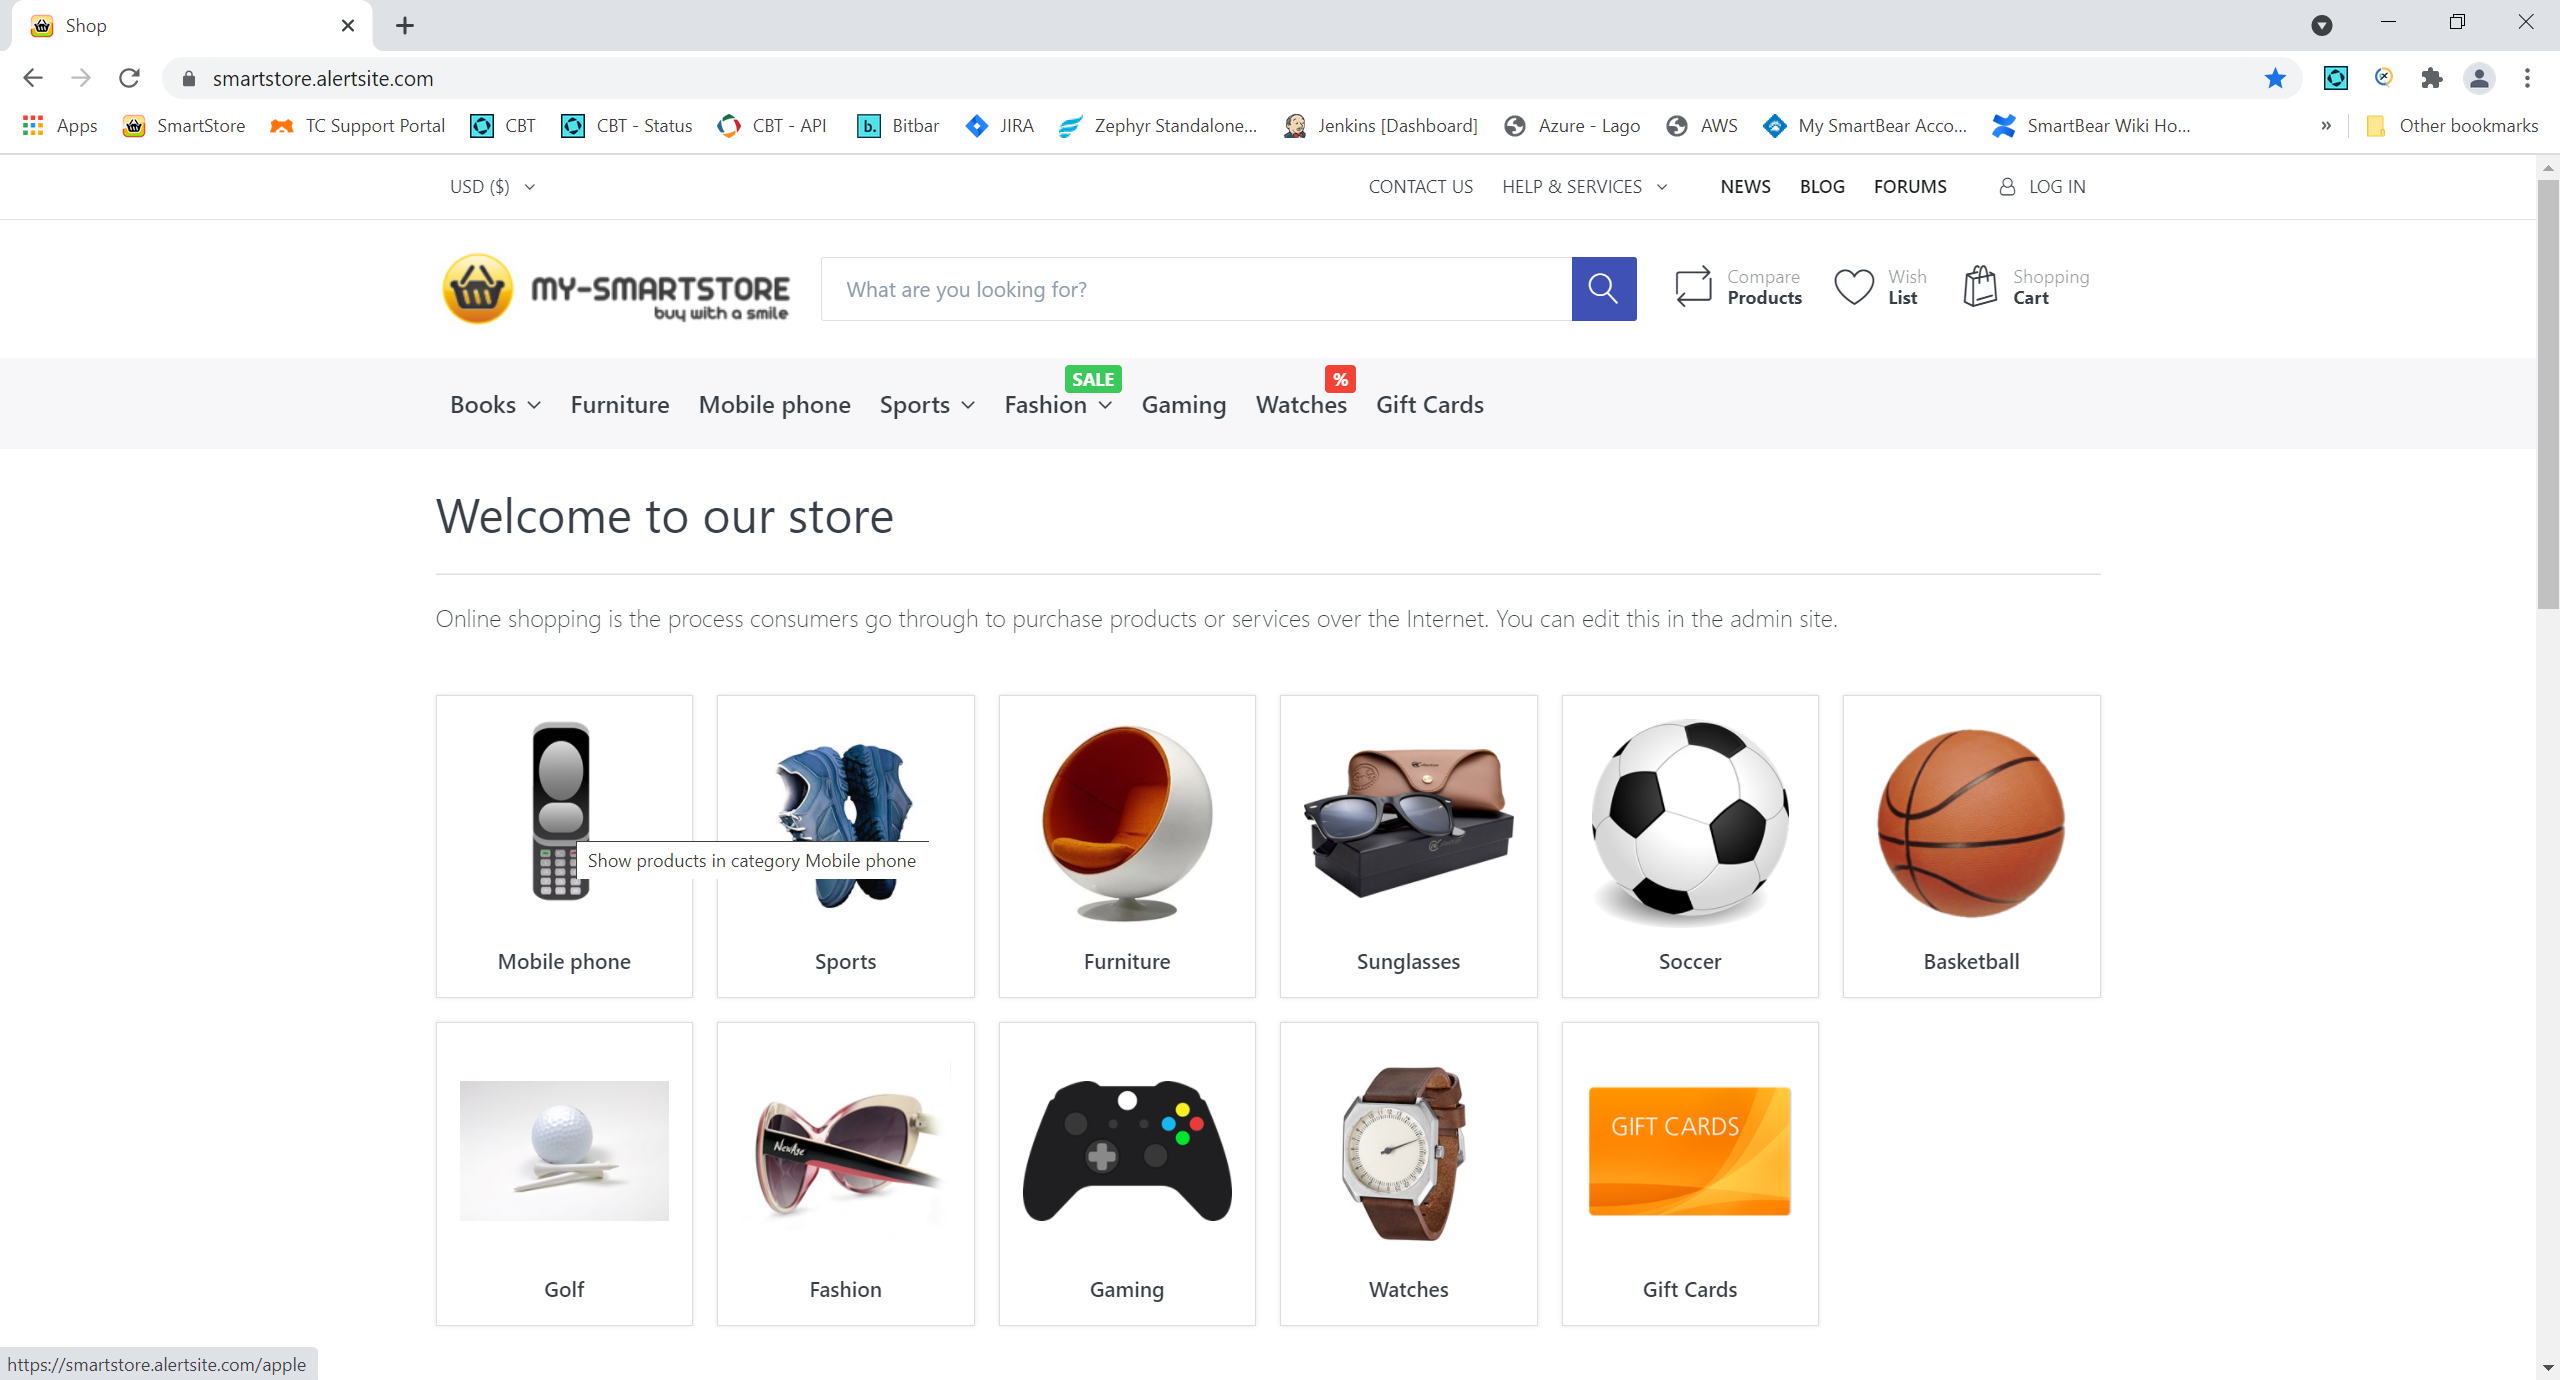 Shop
smartstore.alertsite.com
Apps SmartStore TC Support Portal CBT CBT - Status CBT - API Bitbar JIRA Zephyr Standalone... Jenkins [Dashboard] Azure - Lago AWS My SmartBear Acco... SmartBear Wiki Ho... » Other bookmarks
USD ($) CONTACT US HELP & SERVICES NEWS BLOG FORUMS LOG IN
MY-SMARTSTORE
buy with a smile
What are you looking for?
Compare
Products
Wish
List
Shopping
Cart
SALE %
Books Furniture Mobile phone Sports Fashion Gaming Watches Gift Cards
Welcome to our store
Online shopping is the process consumers go through to purchase products or services over the Internet. You can edit this in the admin site.
Show products in category Mobile phone
Mobile phone Sports Furniture Sunglasses Soccer Basketball
NewAge
GIFT CARDS
Golf Fashion Gaming Watches Gift Cards
https://smartstore.alertsite.com/apple